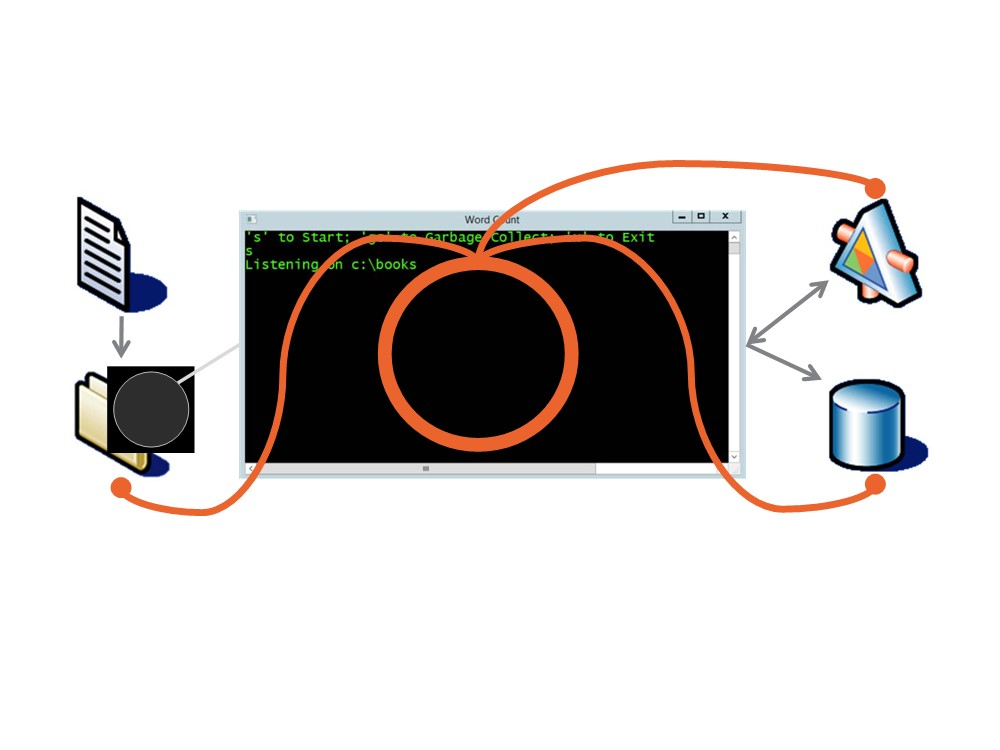 Word Count
's' to Start; to Garbage Collect; to Exit
s
Listening on c:\books